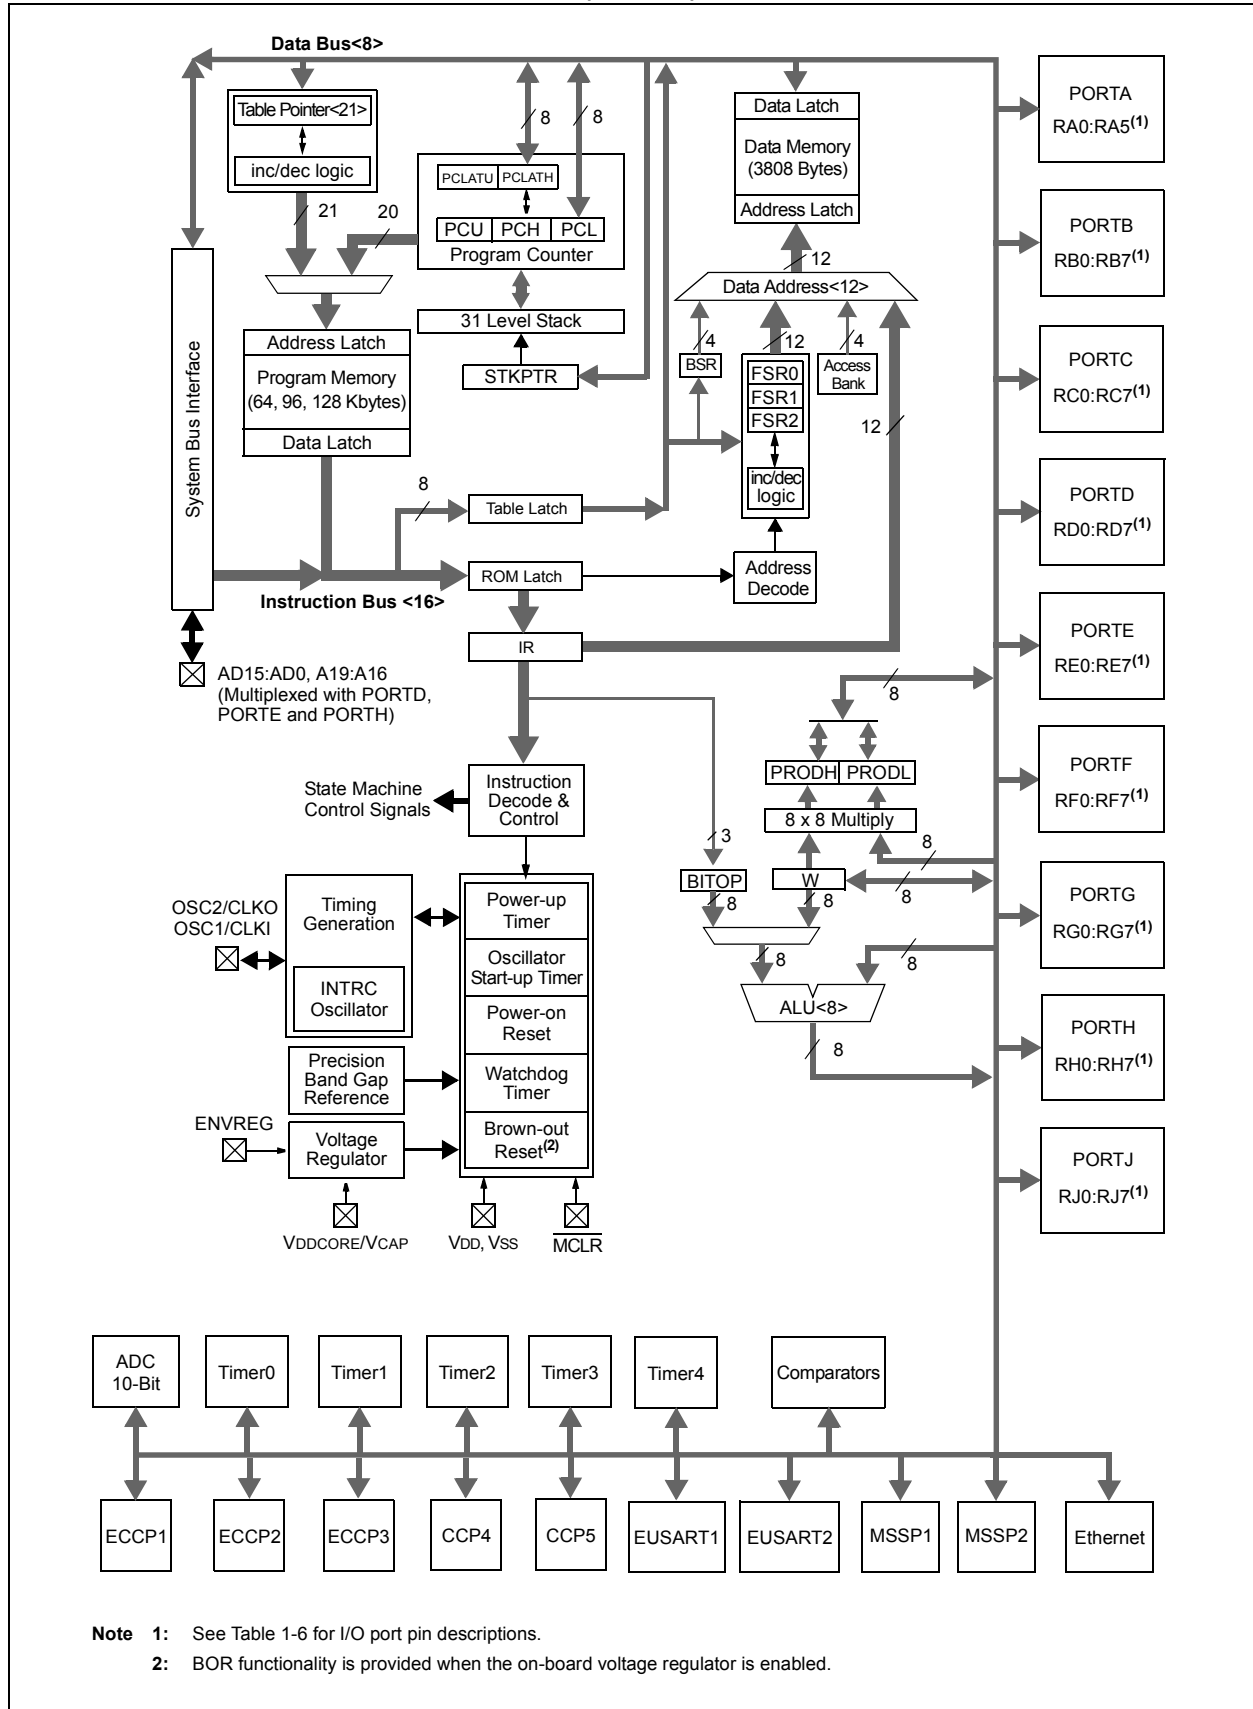 Data Bus<8>
Table Pointer<21>
inc/dec logic
21
20
8
8
PCLATU PCLATH
PCU PCH PCL
Program Counter
31 Level Stack
STKPTR
System Bus Interface
Address Latch
Program Memory
(64, 96, 128 Kbytes)
Data Latch
8
Table Latch
ROM Latch
Instruction Bus <16>
IR
AD15:AD0, A19:A16
(Multiplexed with PORTD,
PORTE and PORTH)
Data Latch
Data Memory
(3808 Bytes)
Address Latch
12
Data Address<12>
4
12
4
BSR
FSR0
FSR1
FSR2
inc/dec
logic
Access
Bank
12
Address
Decode
8
PRODH PRODL
8 x 8 Multiply
3
8
BITOP
W
8
8
8
8
8
ALU<8>
8
State Machine
Control Signals
Instruction
Decode &
Control
OSC2/CLKO
OSC1/CLKI
Timing
Generation
INTRC
Oscillator
Power-up
Timer
Oscillator
Start-up Timer
Power-on
Reset
Watchdog
Timer
Brown-out
Reset(2)
Precision
Band Gap
Reference
ENVREG
Voltage
Regulator
VDDCORE/VCAP
VDD, VSS
MCLR
PORTA
RA0:RA5(1)
PORTB
RB0:RB7(1)
PORTC
RC0:RC7(1)
PORTD
RD0:RD7(1)
PORTE
RE0:RE7(1)
PORTF
RF0:RF7(1)
PORTG
RG0:RG7(1)
PORTH
RH0:RH7(1)
PORTJ
RJ0:RJ7(1)
ADC
10-Bit
Timer0
Timer1
Timer2
Timer3
Timer4
Comparators
ECCP1
ECCP2
ECCP3
CCP4
CCP5
EUSART1
EUSART2
MSSP1
MSSP2
Ethernet
Note 1: See Table 1-6 for I/O port pin descriptions.
2: BOR functionality is provided when the on-board voltage regulator is enabled.